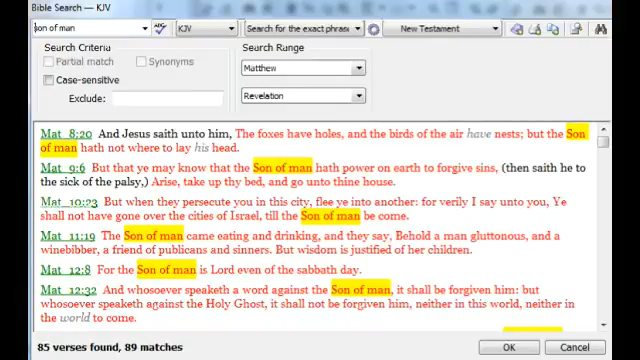 Bible Search — KJV
son of man KJV Search for the exact phrase New Testament
Search Criteria Search Range
Partial match Synonyms Matthew
Case-sensitive
Exclude: Revelation
Mat 8:20 And Jesus saith unto him, The foxes have holes, and the birds of the air have nests; but the Son
of man hath not where to lay his head.
Mat 9:6 But that ye may know that the Son of man hath power on earth to forgive sins, (then saith he to
the sick of the palsy,) Arise, take up thy bed, and go unto thine house.
Mat 10:23 But when they persecute you in this city, flee ye into another: for verily I say unto you, Ye
shall not have gone over the cities of Israel, till the Son of man be come.
Mat 11:19 The Son of man came eating and drinking, and they say, Behold a man gluttonous, and a
winebibber, a friend of publicans and sinners. But wisdom is justified of her children.
Mat 12:8 For the Son of man is Lord even of the sabbath day.
Mat 12:32 And whosoever speaketh a word against the Son of man, it shall be forgiven him: but
whosoever speaketh against the Holy Ghost, it shall not be forgiven him, neither in this world, neither in
the world to come.
85 verses found, 89 matches OK Cancel